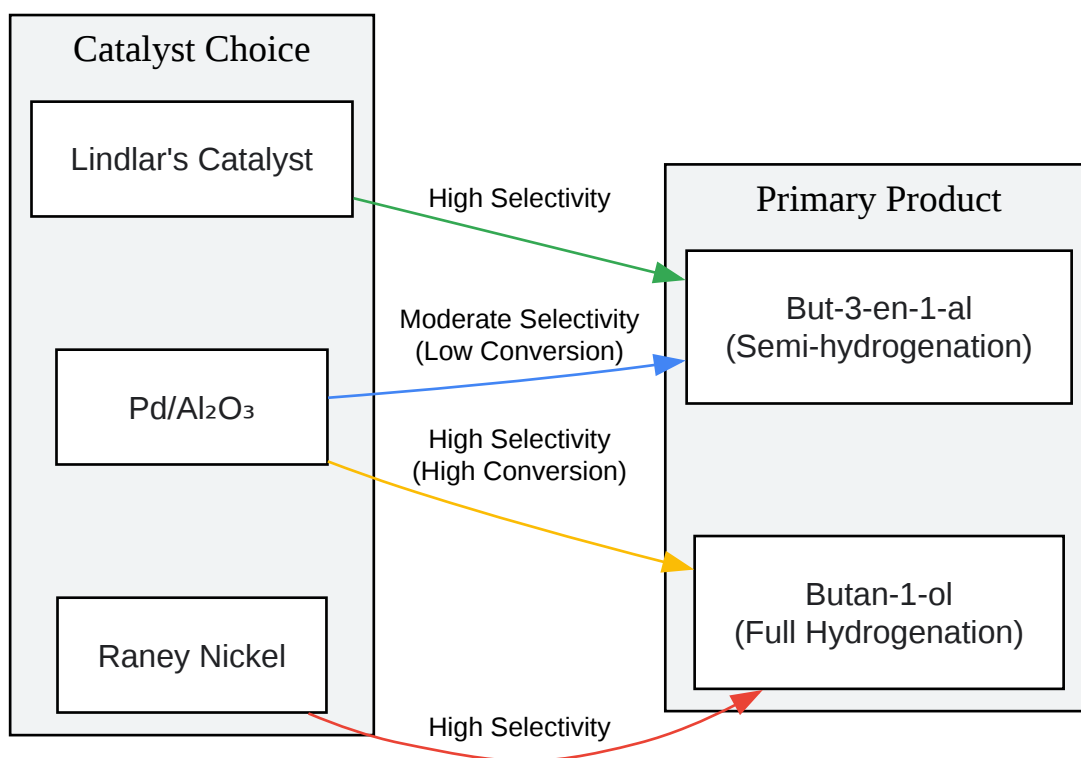 Catalyst Choice
Lindlar's Catalyst
Pd/Al₂O₃
Raney Nickel
High Selectivity
Moderate Selectivity
(Low Conversion)
High Selectivity
(High Conversion)
High Selectivity
Primary Product
But-3-en-1-al
(Semi-hydrogenation)
Butan-1-ol
(Full Hydrogenation)